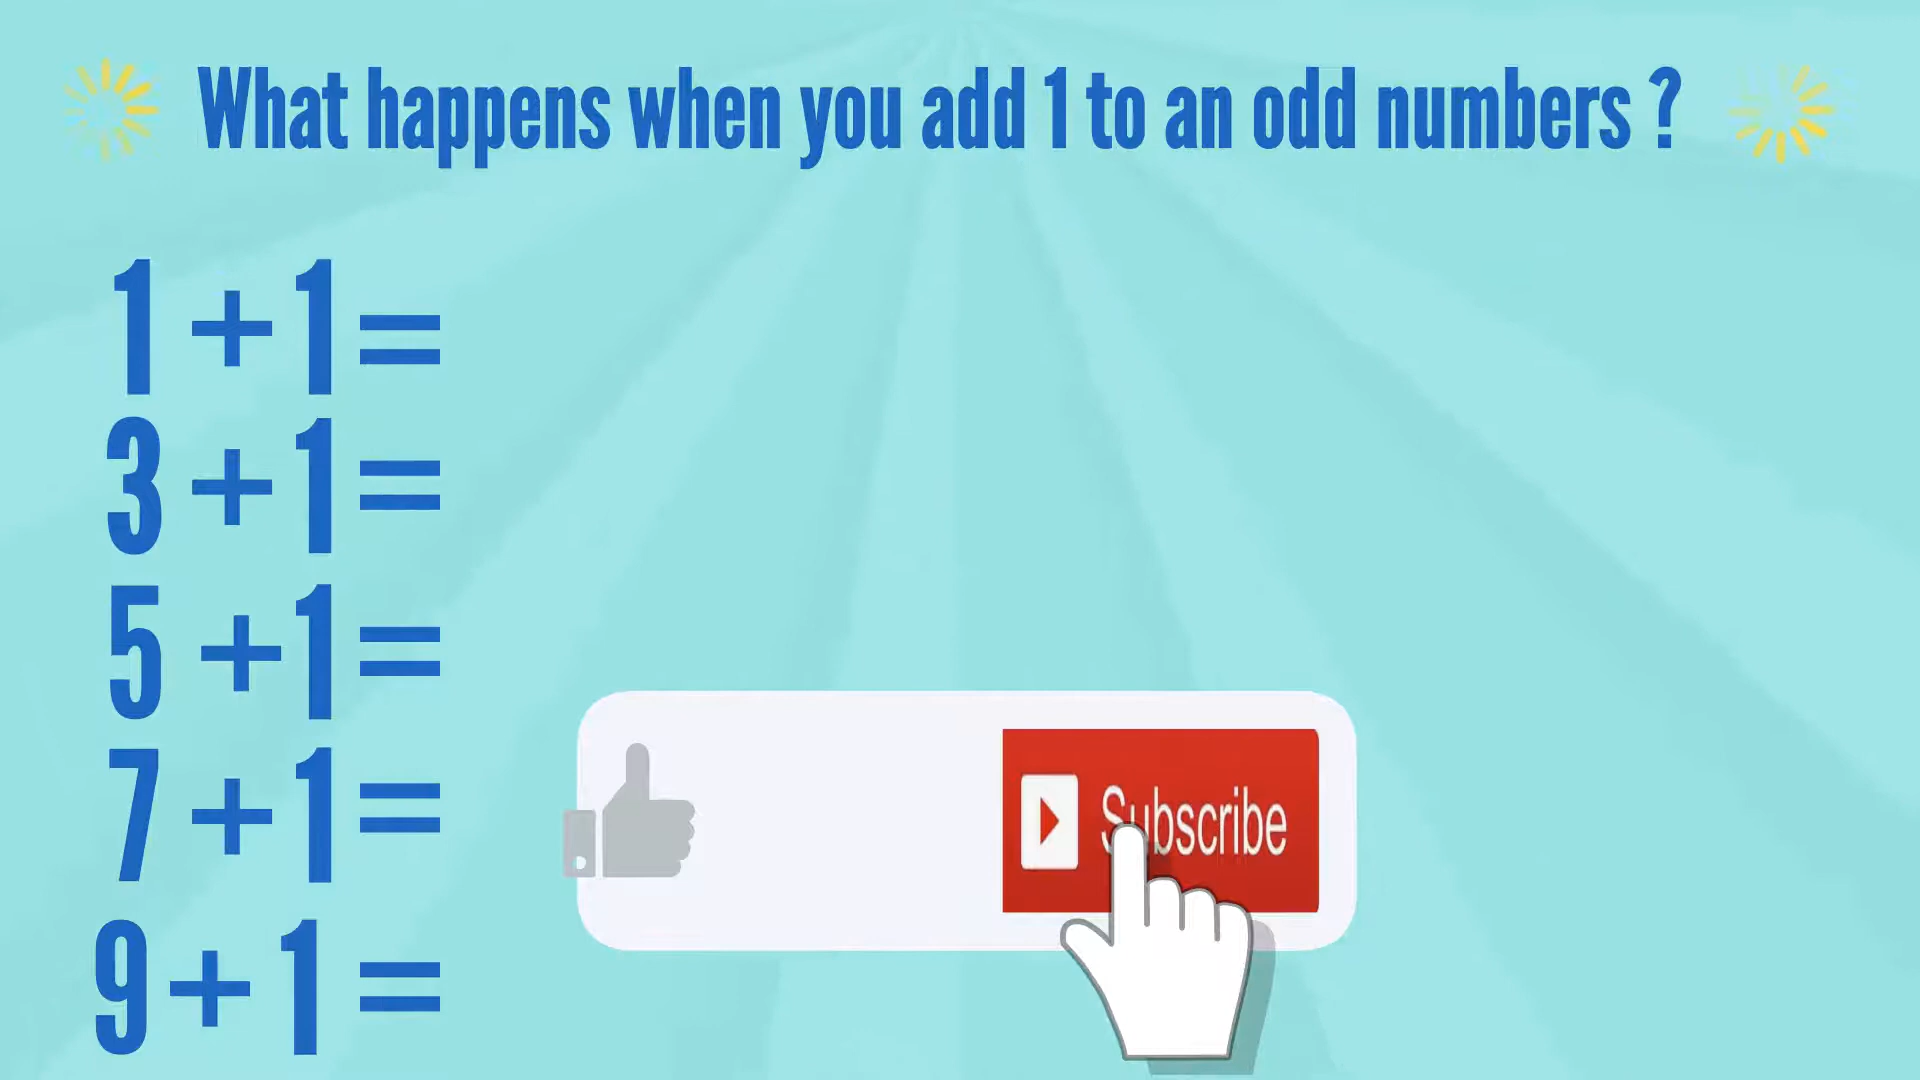 What happens when you add 1 to an odd numbers ?
1 + 1 =
3 + 1 =
5 + 1 =
7 + 1 =
9 + 1 =
Subscribe